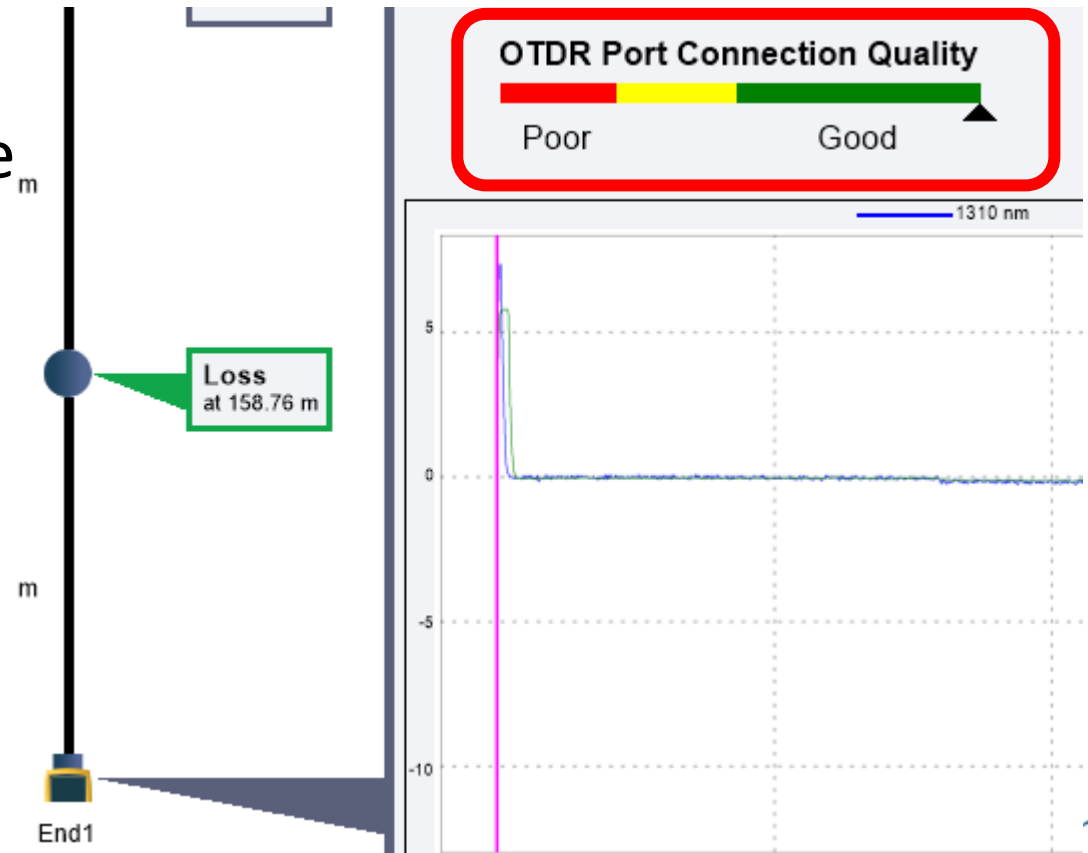 e
m
Loss
at 158.76 m
m
End1
OTDR Port Connection Quality
Poor Good
1310 nm
5
0
-5
-10